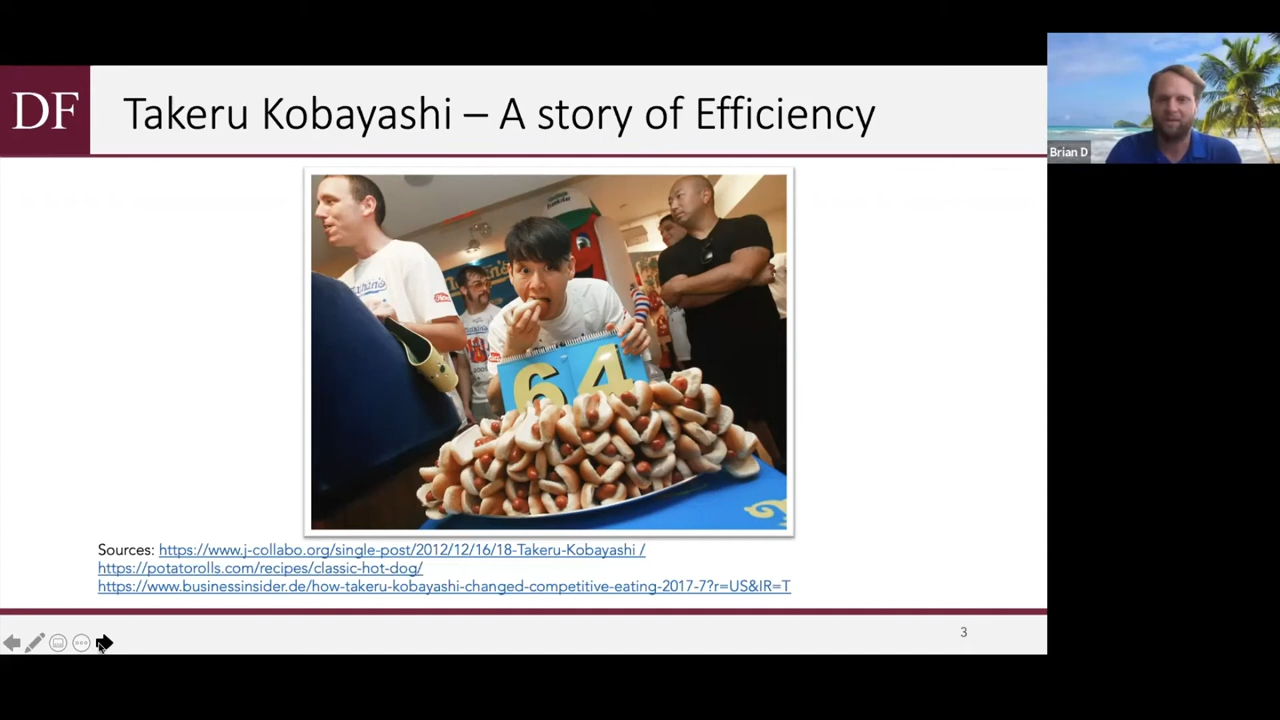 DF
Takeru Kobayashi – A story of Efficiency
Brian D
64
Sources: https://www.j-collabo.org/single-post/2012/12/16/18-Takeru-Kobayashi /
https://potatorolls.com/recipes/classic-hot-dog/
https://www.businessinsider.de/how-takeru-kobayashi-changed-competitive-eating-2017-7?r=US&IR=T
3